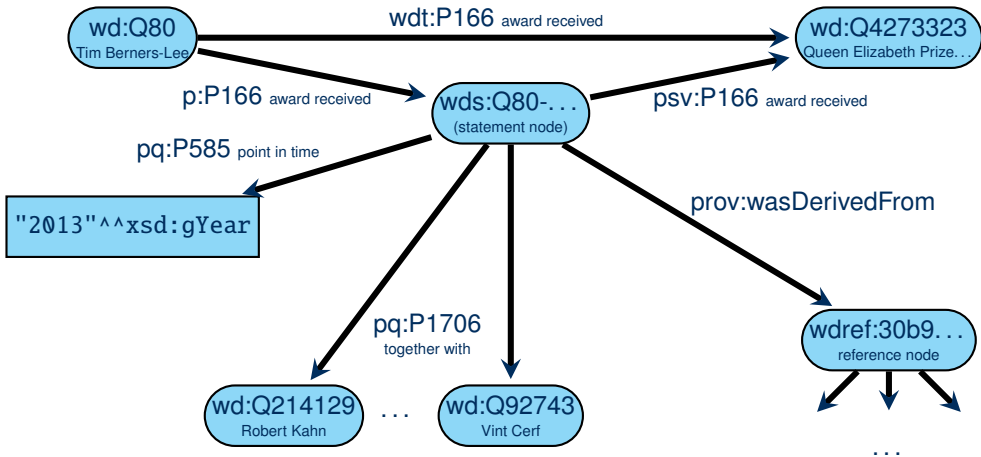 wdt:P166 award received
wd:Q80
Tim Berners-Lee
wd:Q4273323
Queen Elizabeth Prize...
p:P166 award received
wds:Q80-...
(statement node)
psv:P166 award received
pq:P585 point in time
"2013"^^xsd:gYear
prov:wasDerivedFrom
pq:P1706
together with
wdref:30b9...
reference node
wd:Q214129
Robert Kahn
...
wd:Q92743
Vint Cerf
...